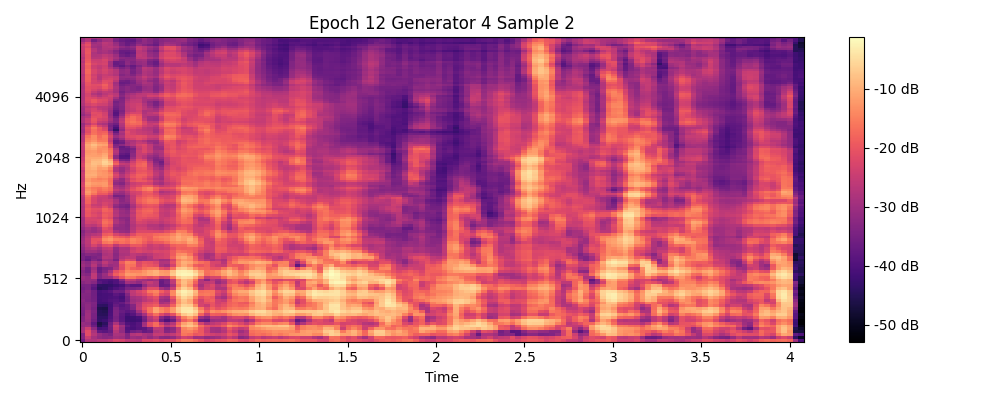 Epoch 12 Generator 4 Sample 2
Hz
4096
2048
1024
512
0
0 0.5 1 1.5 2 2.5 3 3.5 4
Time
-10 dB
-20 dB
-30 dB
-40 dB
-50 dB